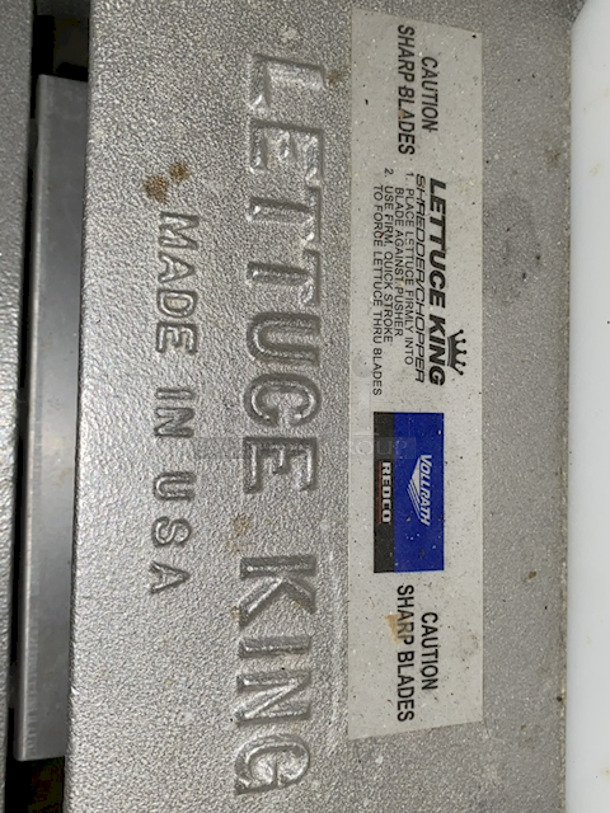 CAUTION
SHARP BLADES
LETTUCE KING
SHREDDER/CHOPPER
1. PLACE LETTUCE FIRMLY INTO
BLADE AGAINST PUSHER
2. USE FIRM, QUICK STROKE
TO FORCE LETTUCE THRU BLADES
VOLLRATH
REDCO
CAUTION
SHARP BLADES
LETTUCE KING
MADE IN USA